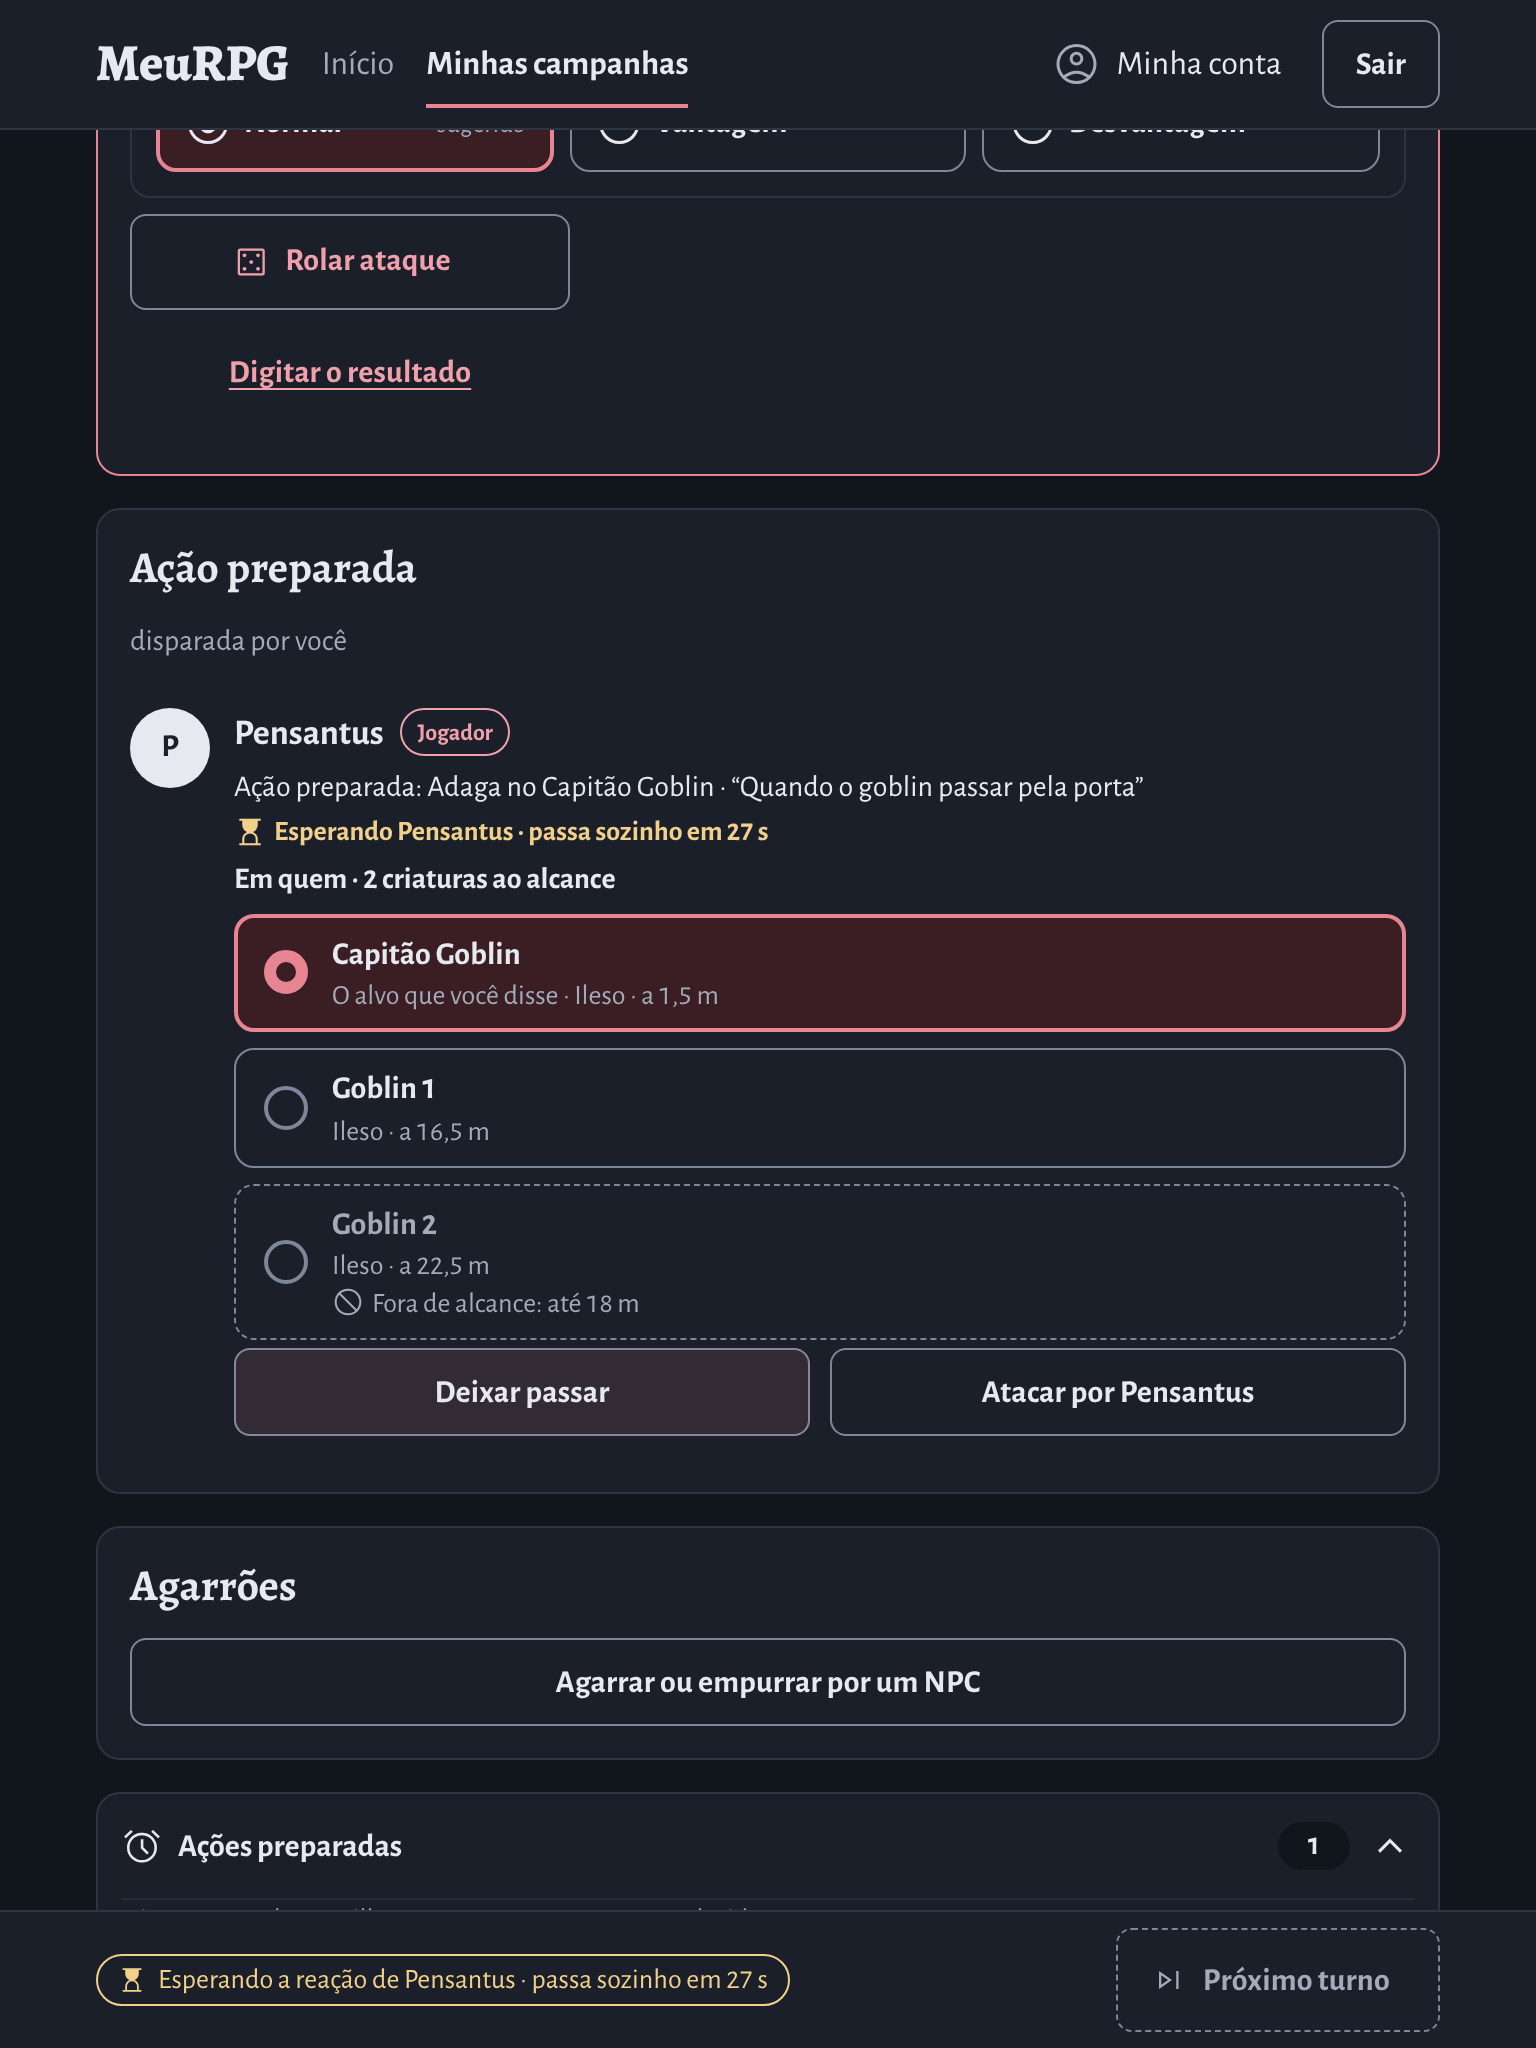 MeuRPG Início Minhas campanhas Minha conta Sair
Normal sugerido Vantagem Desvantagem
Rolar ataque
Digitar o resultado
Ação preparada
disparada por você
P Pensantus Jogador
Ação preparada: Adaga no Capitão Goblin · “Quando o goblin passar pela porta”
Esperando Pensantus · passa sozinho em 27 s
Em quem · 2 criaturas ao alcance
Capitão Goblin
O alvo que você disse · Ileso · a 1,5 m
Goblin 1
Ileso · a 16,5 m
Goblin 2
Ileso · a 22,5 m
Fora de alcance: até 18 m
Deixar passar Atacar por Pensantus
Agarrões
Agarrar ou empurrar por um NPC
Ações preparadas 1
Esperando a reação de Pensantus · passa sozinho em 27 s Próximo turno